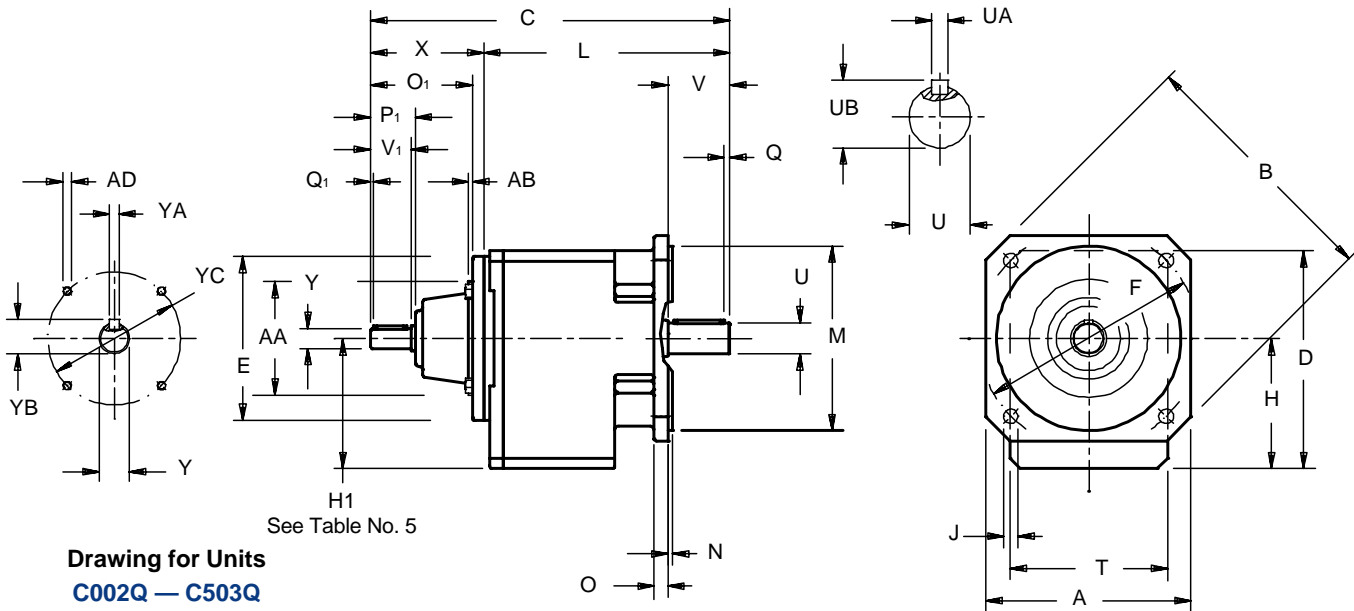 C
UA
X
L
O1
V
UB
P1
V1
Q
Q1
AB
B
AD
YA
U
YC
Y
U
F
AA
M
E
D
H
YB
Y
H1
See Table No. 5
J
N
T
O
A
Drawing for Units
C002Q — C503Q